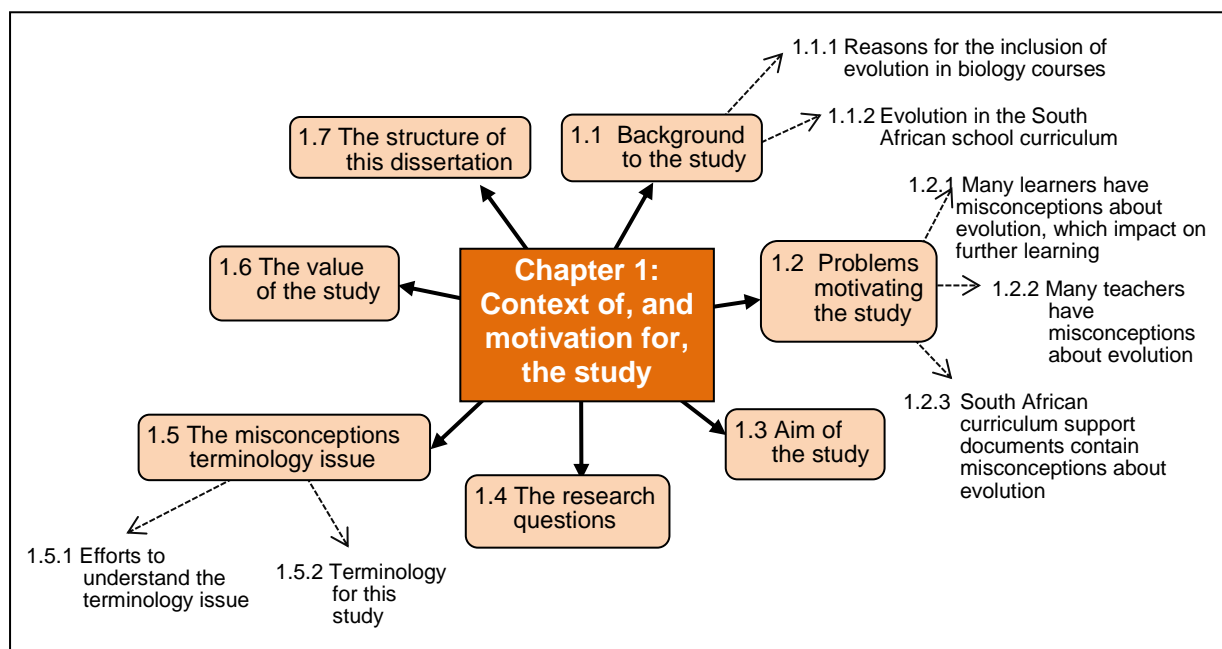 Chapter 1:
Context of, and
motivation for,
the study
1.1 Background
to the study
1.1.1 Reasons for the inclusion of
evolution in biology courses
1.1.2 Evolution in the South
African school curriculum
1.2 Problems
motivating
the study
1.2.1 Many learners have
misconceptions about
evolution, which impact on
further learning
1.2.2 Many teachers
have
misconceptions
about evolution
1.2.3 South African
curriculum support
documents contain
misconceptions about
evolution
1.3 Aim of
the study
1.4 The research
questions
1.5 The misconceptions
terminology issue
1.5.1 Efforts to
understand the
terminology issue
1.5.2 Terminology
for this
study
1.6 The value
of the study
1.7 The structure of
this dissertation